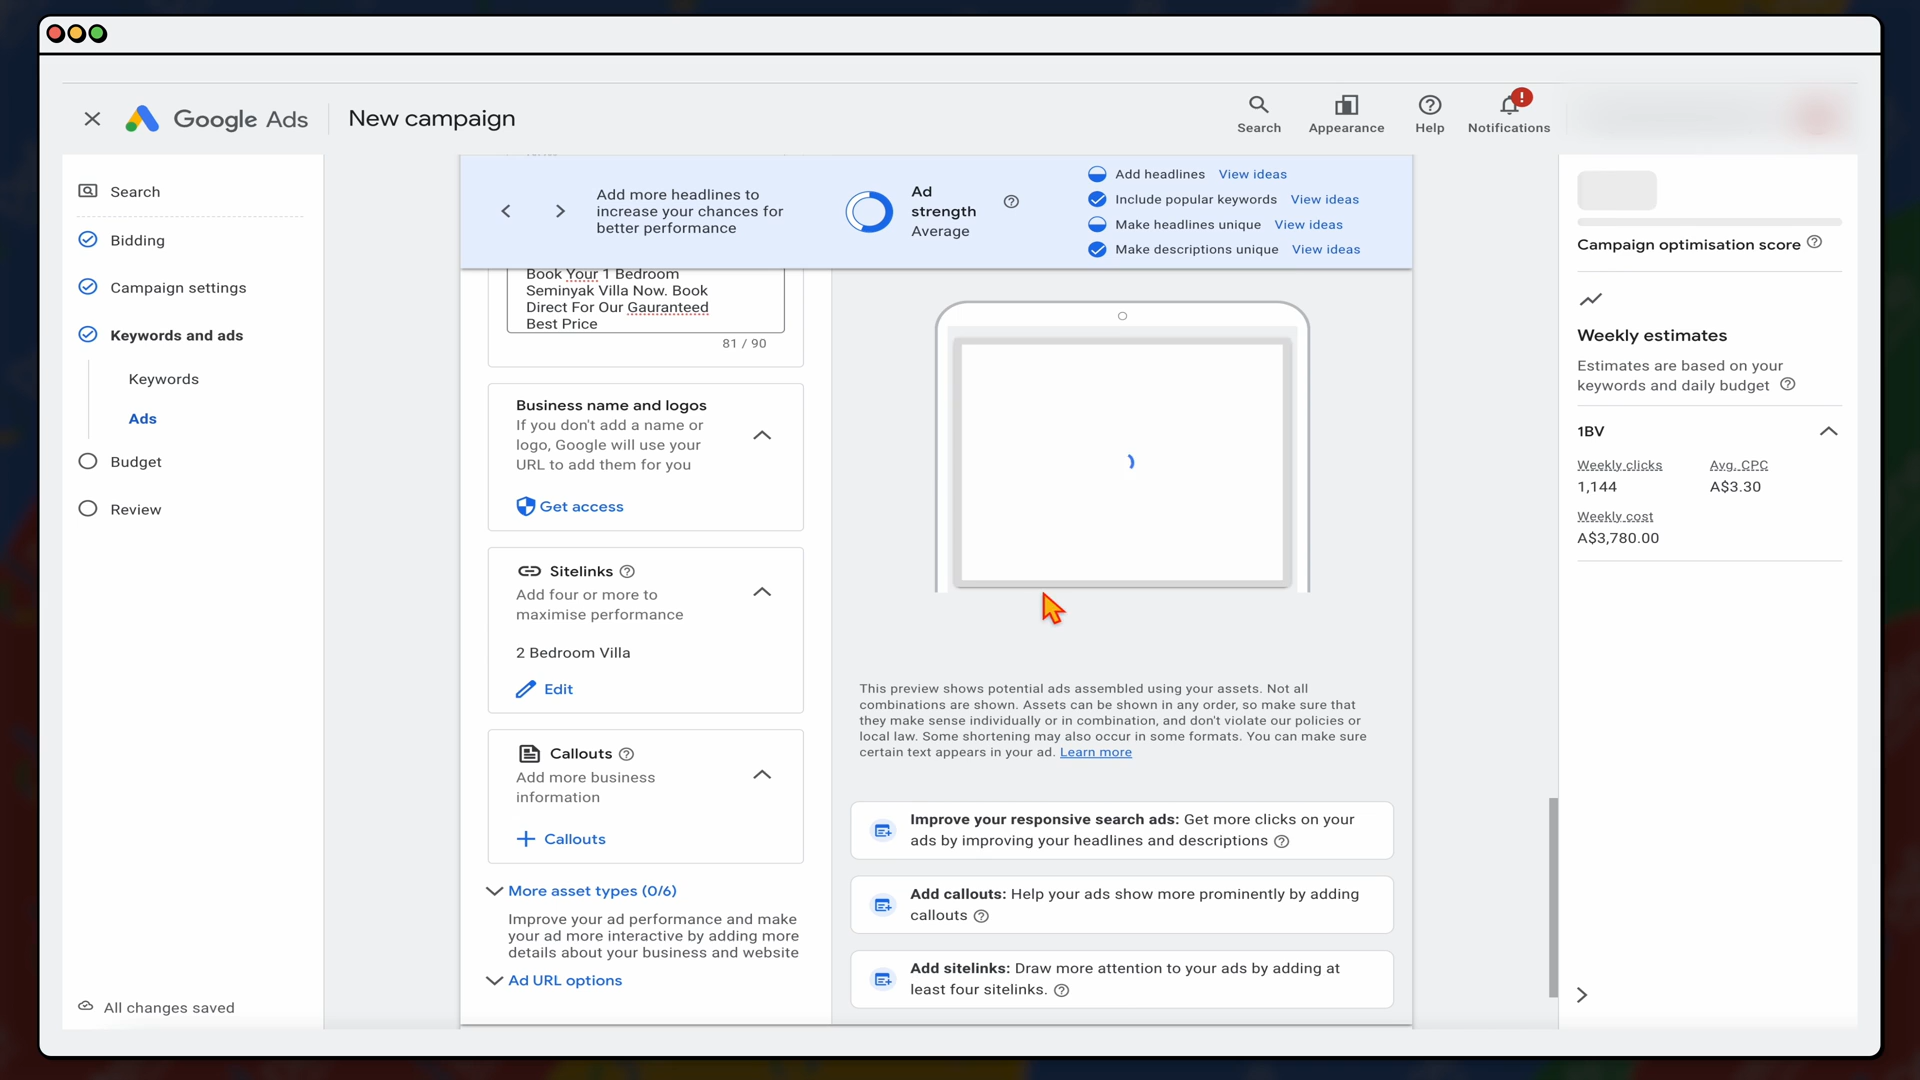 Google Ads
New campaign
Search
Appearance
Help
!
Notifications
Search
Bidding
Campaign settings
Keywords and ads
Keywords
Ads
Budget
Review
All changes saved
Add more headlines to
increase your chances for
better performance
Ad
strength
Average
Add headlines View ideas
Include popular keywords View ideas
Make headlines unique View ideas
Make descriptions unique View ideas
Book Your 1 Bedroom
Seminyak Villa Now. Book
Direct For Our Gauranteed
Best Price
81 / 90
Business name and logos
If you don't add a name or
logo, Google will use your
URL to add them for you
Get access
Sitelinks
Add four or more to
maximise performance
2 Bedroom Villa
Edit
Callouts
Add more business
information
Callouts
More asset types (0/6)
Improve your ad performance and make
your ad more interactive by adding more
details about your business and website
Ad URL options
This preview shows potential ads assembled using your assets. Not all
combinations are shown. Assets can be shown in any order, so make sure that
they make sense individually or in combination, and don't violate our policies or
local law. Some shortening may also occur in some formats. You can make sure
certain text appears in your ad. Learn more
Improve your responsive search ads: Get more clicks on your
ads by improving your headlines and descriptions
Add callouts: Help your ads show more prominently by adding
callouts
Add sitelinks: Draw more attention to your ads by adding at
least four sitelinks.
Campaign optimisation score
Weekly estimates
Estimates are based on your
keywords and daily budget
1BV
Weekly clicks Avg. CPC
1,144 A$3.30
Weekly cost
A$3,780.00